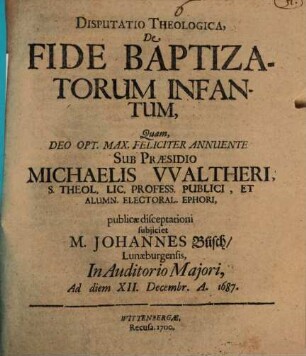 DISPUTATIO THEOLOGICA,
De
FIDE BAPTIZA-
TORUM INFAN-
TUM,
Quam,
DEO OPT. MAX. FELICITER ANNUENTE
SUB PRÆSIDIO
MICHAELIS VVALTHERI,
S. THEOL. LIC. PROFESS. PUBLICI, ET
ALUMN. ELECTORAL. EPHORI,
publicæ disceptationi
subjiciet
M. JOHANNES Büsch/
Lunæburgensis,
In Auditorio Majori,
Ad diem XII. Decembr. A. 1687.
WITTENBERGÆ,
Recusa 1700.